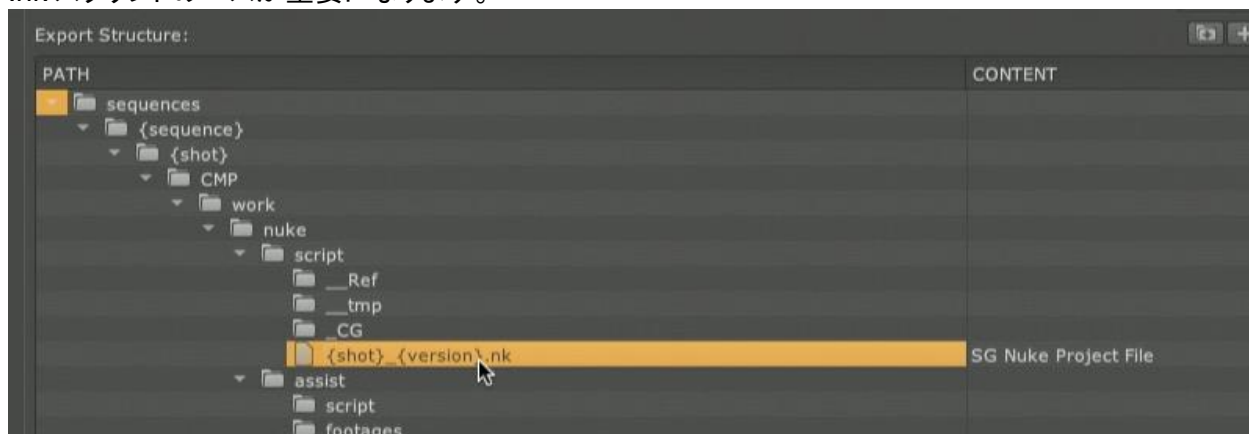 Export Structure:
PATH CONTENT
sequences
{sequence}
{shot}
CMP
work
nuke
script
__Ref
__tmp
_CG
{shot}_{version}.nk SG Nuke Project File
assist
script
footages